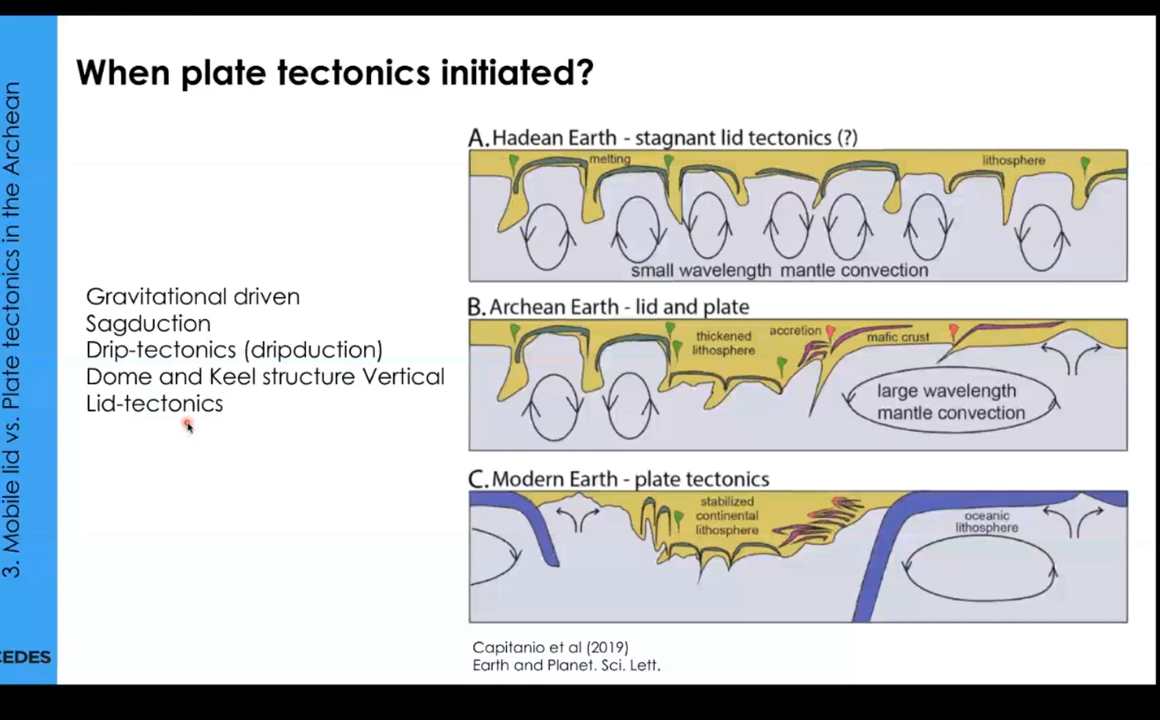 When plate tectonics initiated?
3. Mobile lid vs. Plate tectonics in the Archean
CEDES
Gravitational driven
Sagduction
Drip-tectonics (dripduction)
Dome and Keel structure Vertical
Lid-tectonics
A. Hadean Earth - stagnant lid tectonics (?)
melting
lithosphere
small wavelength mantle convection
B. Archean Earth - lid and plate
thickened
lithosphere
accretion
mafic crust
large wavelength
mantle convection
C. Modern Earth - plate tectonics
stabilized
continental
lithosphere
oceanic
lithosphere
Capitanio et al (2019)
Earth and Planet. Sci. Lett.